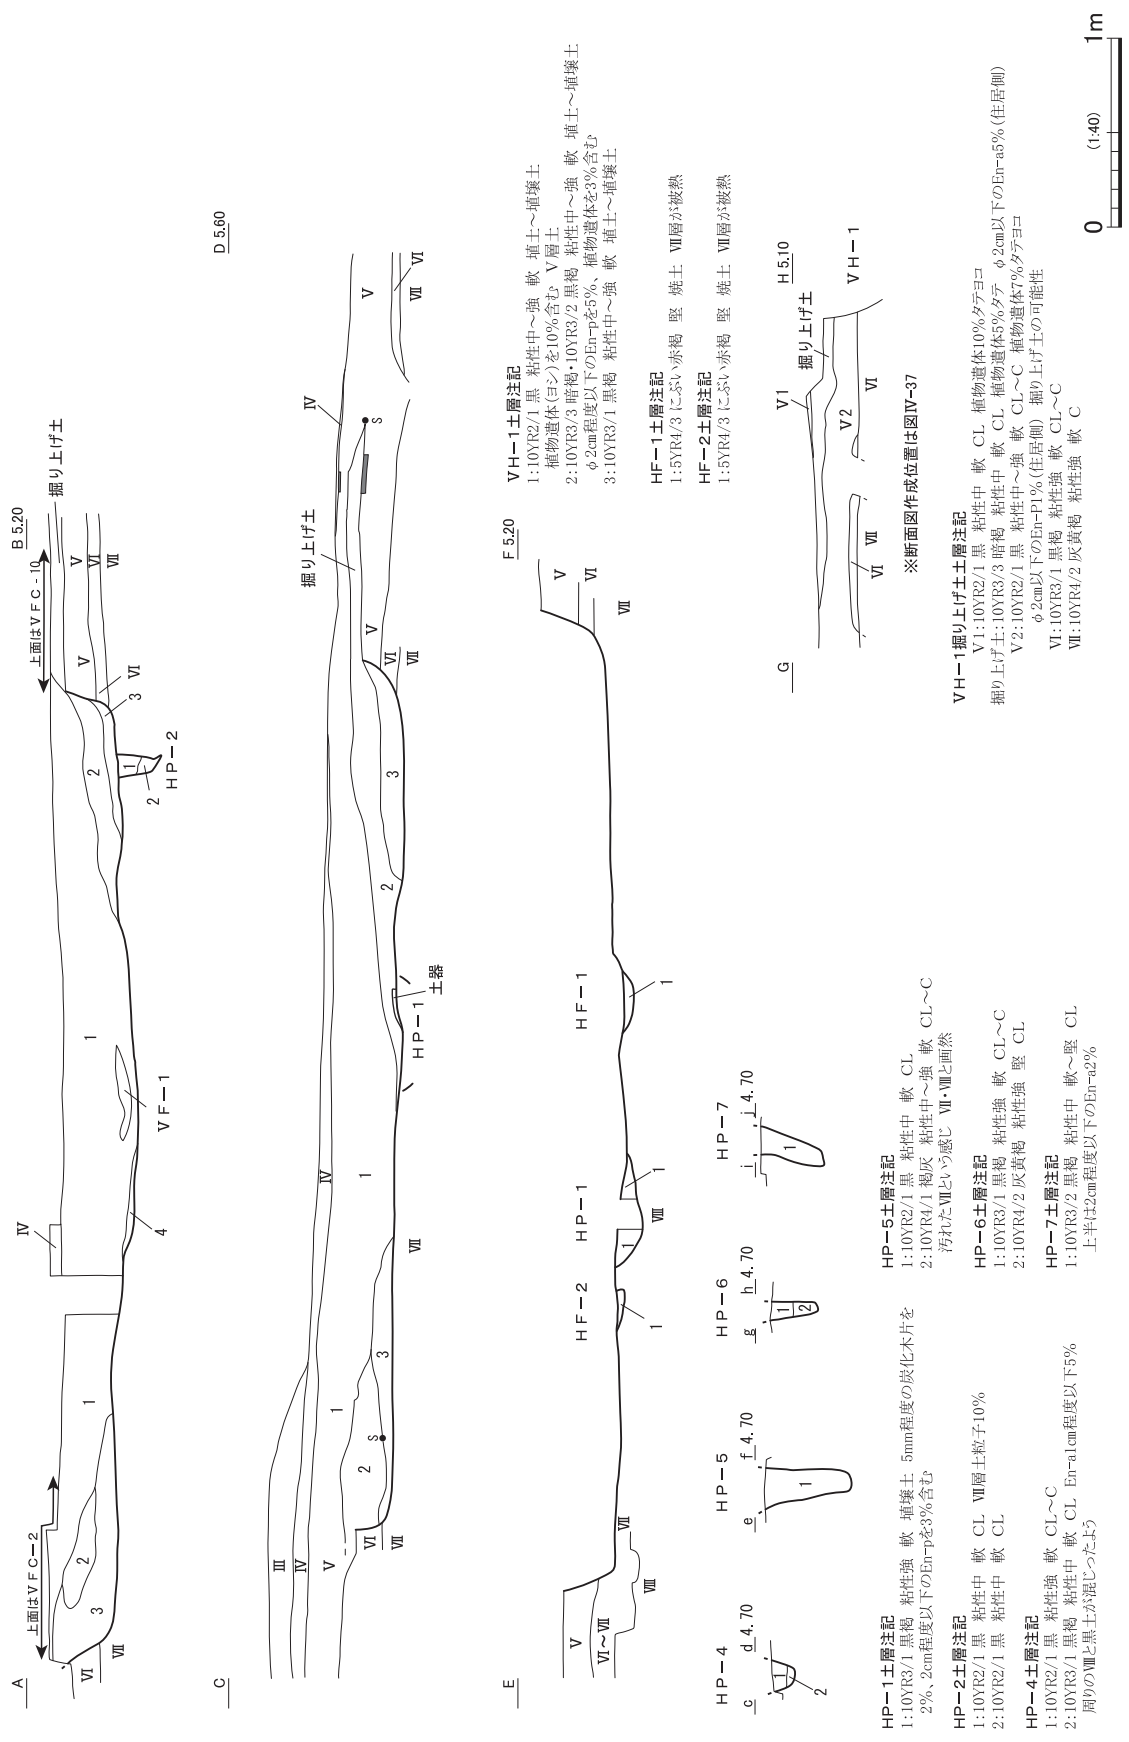 A
B 5.20
上面はＶＦＣ－2
上面はＶＦＣ-10
掘り上げ土
Ⅳ
Ⅴ
Ⅵ
Ⅶ
Ⅴ
Ⅵ
3
2
1
1
2
3
Ⅵ
Ⅶ
4
ＶＦ－1
1
2
ＨＰ－2
C
D 5.60
Ⅲ
Ⅳ
Ⅴ
Ⅵ
Ⅶ
1
2
S
3
Ⅳ
1
Ⅶ
ＨＰ－1
土器
2
3
掘り上げ土
Ⅳ
Ⅴ
Ⅵ
Ⅶ
S
Ⅴ
Ⅵ
Ⅶ
E
F 5.20
Ⅴ
Ⅵ～Ⅶ
Ⅷ
Ⅶ
ＨＦ－2
1
ＨＰ－1
1
1
Ⅷ
ＨＦ－1
1
Ⅴ
Ⅵ
Ⅶ
ＶＨ－1土層注記
1:10YR2/1 黒 粘性中～強 軟 埴土～埴壌土
植物遺体(ヨシ)を10%含む Ⅴ層土
2:10YR3/3 暗褐・10YR3/2 黒褐 粘性中～強 軟 埴土～埴壌土
φ2cm程度以下のEn-pを5%、植物遺体を3%含む
3:10YR3/1 黒褐 粘性中～強 軟 埴土～埴壌土
ＨＦ－1土層注記
1:5YR4/3 にぶい赤褐 堅 焼土 Ⅶ層が被熱
ＨＦ－2土層注記
1:5YR4/3 にぶい赤褐 堅 焼土 Ⅶ層が被熱
G
H 5.10
Ｖ1
掘り上げ土
Ｖ2
Ⅵ
Ⅵ
Ⅶ
ＶＨ－1
※断面図作成位置は図Ⅳ-37
ＶＨ－1掘り上げ土土層注記
Ｖ1:10YR2/1 黒 粘性中 軟 CL 植物遺体10%タテヨコ
掘り上げ土:10YR3/3 暗褐 粘性中 軟 CL 植物遺体5%タテ φ2cm以下のEn-a5%(住居側)
Ｖ2:10YR2/1 黒 粘性中～強 軟 CL～C 植物遺体7%タテヨコ
φ2cm以下のEn-P1%(住居側) 掘り上げ土の可能性
Ⅵ:10YR3/1 黒褐 粘性強 軟 CL～C
Ⅶ:10YR4/2 灰黄褐 粘性強 軟 C
ＨＰ－4
c
d 4.70
1
2
ＨＰ－5
e
f 4.70
1
ＨＰ－6
g
h 4.70
1
2
ＨＰ－7
i
j 4.70
1
ＨＰ－1土層注記
1:10YR3/1 黒褐 粘性強 軟 埴壌土 5mm程度の炭化木片を
2%、2cm程度以下のEn-pを3%含む
ＨＰ－2土層注記
1:10YR2/1 黒 粘性中 軟 CL Ⅶ層土粒子10%
2:10YR2/1 黒 粘性中 軟 CL
ＨＰ－4土層注記
1:10YR2/1 黒 粘性強 軟 CL～C
2:10YR3/1 黒褐 粘性中 軟 CL En-a1cm程度以下5%
周りのⅧと黒土が混じったよう
ＨＰ－5土層注記
1:10YR2/1 黒 粘性中 軟 CL
2:10YR4/1 褐灰 粘性中～強 軟 CL～C
汚れたⅦという感じ Ⅶ・Ⅷと画然
ＨＰ－6土層注記
1:10YR3/1 黒褐 粘性強 軟 CL～C
2:10YR4/2 灰黄褐 粘性強 堅 CL
ＨＰ－7土層注記
1:10YR3/2 黒褐 粘性中 軟～堅 CL
上半は2cm程度以下のEn-a2%
0
(1:40)
1m